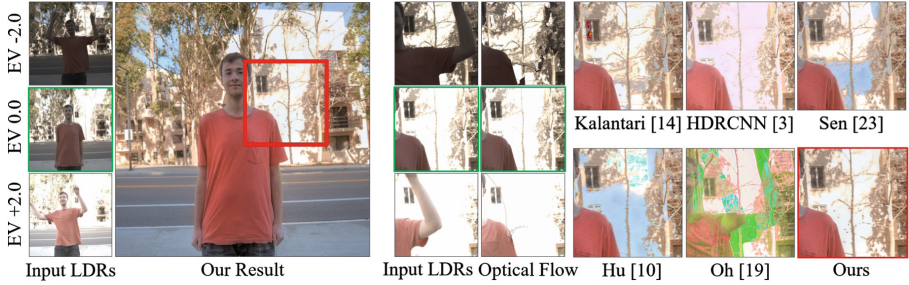 EV -2.0
EV 0.0
EV +2.0
Input LDRs
Our Result
Input LDRs
Optical Flow
Kalantari [14]
HDRCNN [3]
Sen [23]
Hu [10]
Oh [19]
Ours